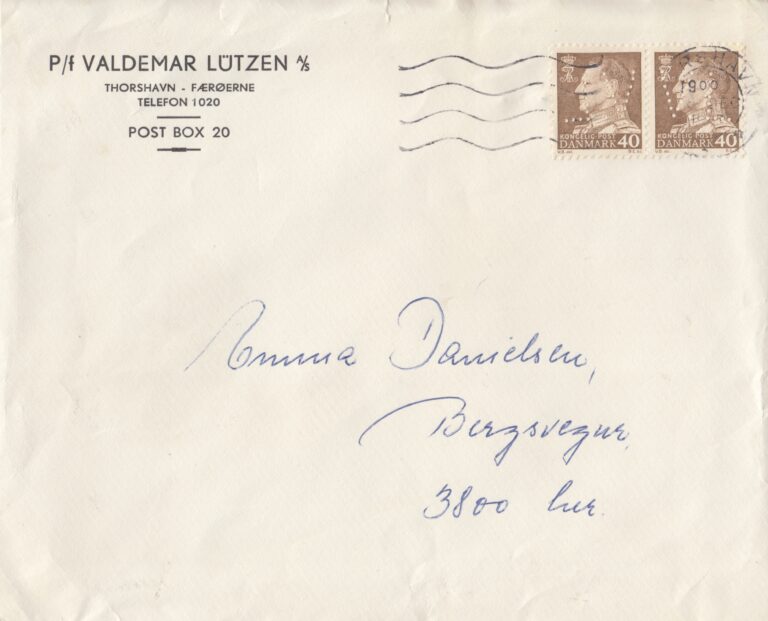 P/f VALDEMAR LÜTZEN A/S
THORSHAVN - FÆRØERNE
TELEFON 1020
POST BOX 20
KONGELIG POST
DANMARK 40
KONGELIG POST
DANMARK 40
Emma Danielsen,
Bergsvegur
3800 her.